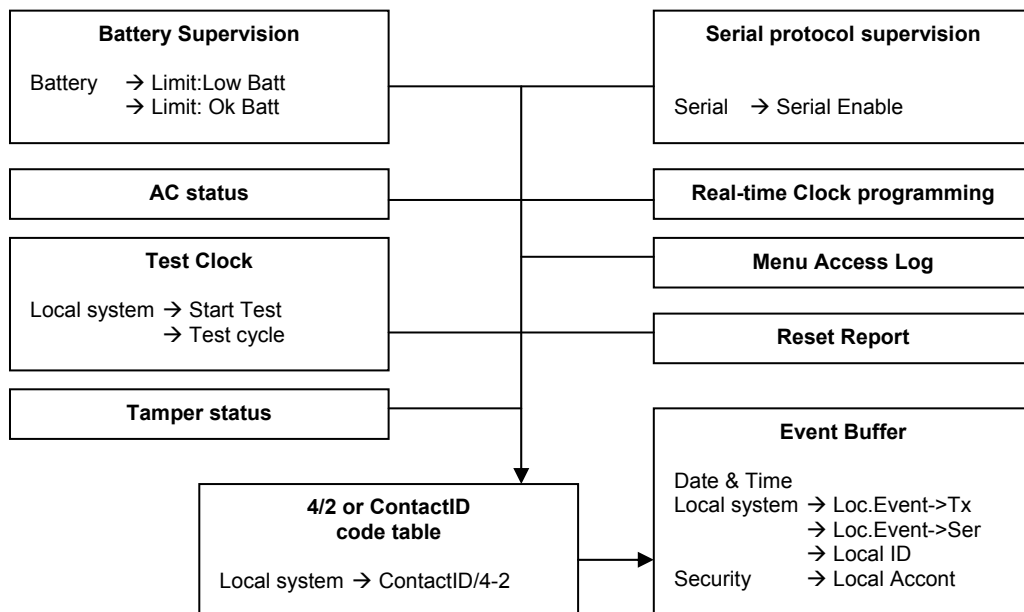 Battery Supervision
Battery → Limit:Low Batt
→ Limit: Ok Batt
Serial protocol supervision
Serial → Serial Enable
AC status
Real-time Clock programming
Test Clock
Local system → Start Test
→ Test cycle
Menu Access Log
Reset Report
Tamper status
4/2 or ContactID
code table
Local system → ContactID/4-2
Event Buffer
Date & Time
Local system → Loc.Event->Tx
→ Loc.Event->Ser
→ Local ID
Security → Local Accont